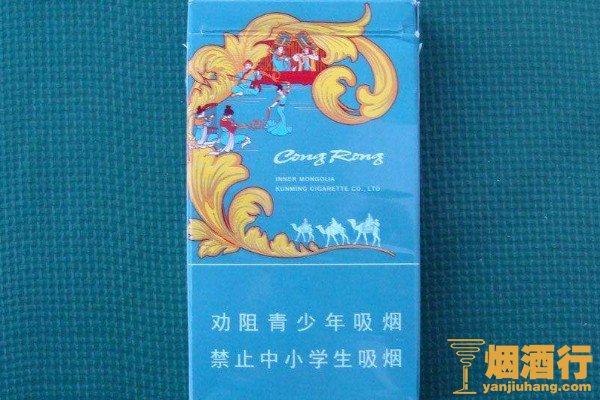 Cong Rong
INNER MONGOLIA
KUNMING CIGARETTE CO., LTD
劝阻青少年吸烟
禁止中小学生吸烟
烟酒行
yanjiuhang.com